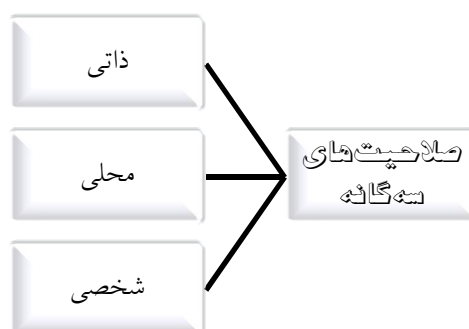 صلاحیت‌های
سه‌گانه
ذاتی
محلی
شخصی